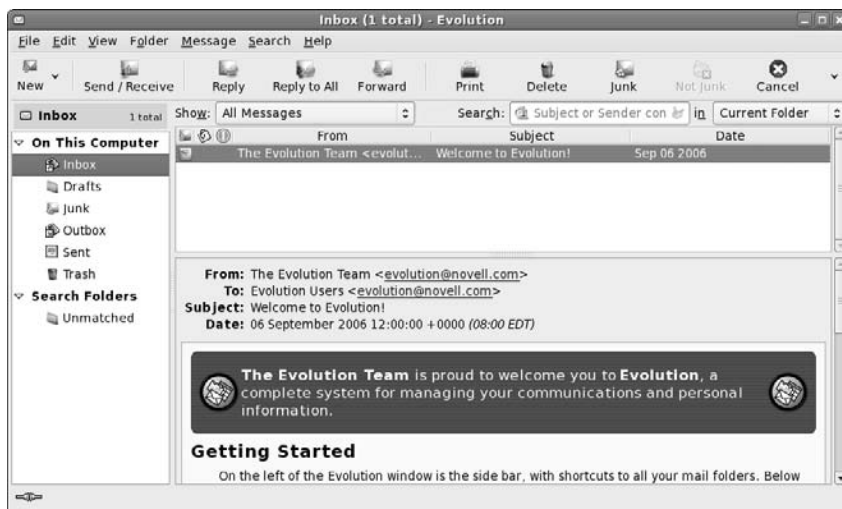 Inbox (1 total) - Evolution
File Edit View Folder Message Search Help
New Send / Receive Reply Reply to All Forward Print Delete Junk Not Junk Cancel
Inbox 1 total Show: All Messages Search: Subject or Sender con in Current Folder
On This Computer
Inbox
Drafts
Junk
Outbox
Sent
Trash
Search Folders
Unmatched
From Subject Date
The Evolution Team <evolut... Welcome to Evolution! Sep 06 2006
From: The Evolution Team <evolution@novell.com>
To: Evolution Users <evolution@novell.com>
Subject: Welcome to Evolution!
Date: 06 September 2006 12:00:00 +0000 (08:00 EDT)
The Evolution Team is proud to welcome you to Evolution, a
complete system for managing your communications and personal
information.
Getting Started
On the left of the Evolution window is the side bar, with shortcuts to all your mail folders. Below